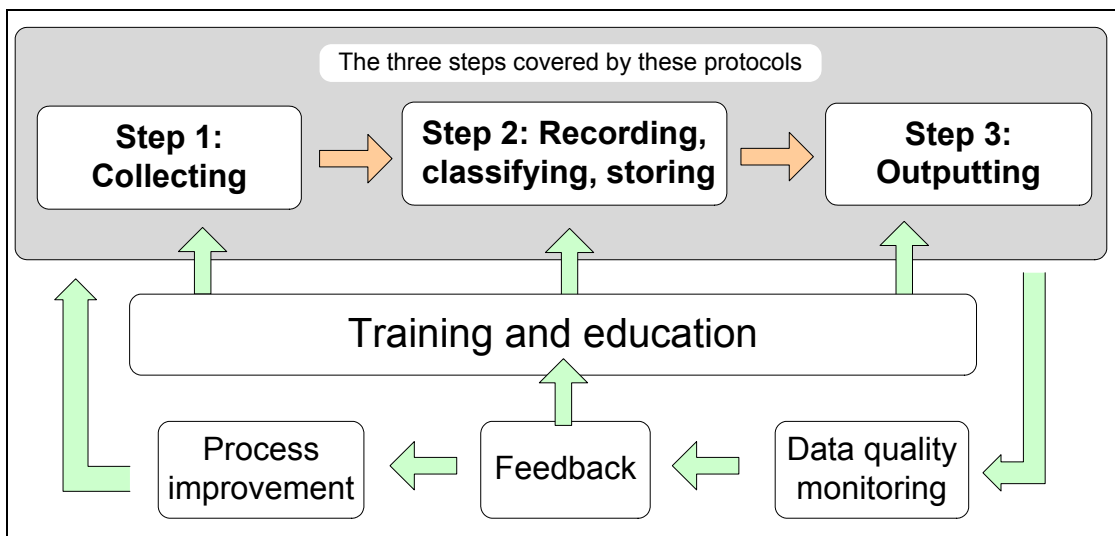 The three steps covered by these protocols
Step 1:
Collecting
Step 2: Recording,
classifying, storing
Step 3:
Outputting
Training and education
Process
improvement
Feedback
Data quality
monitoring